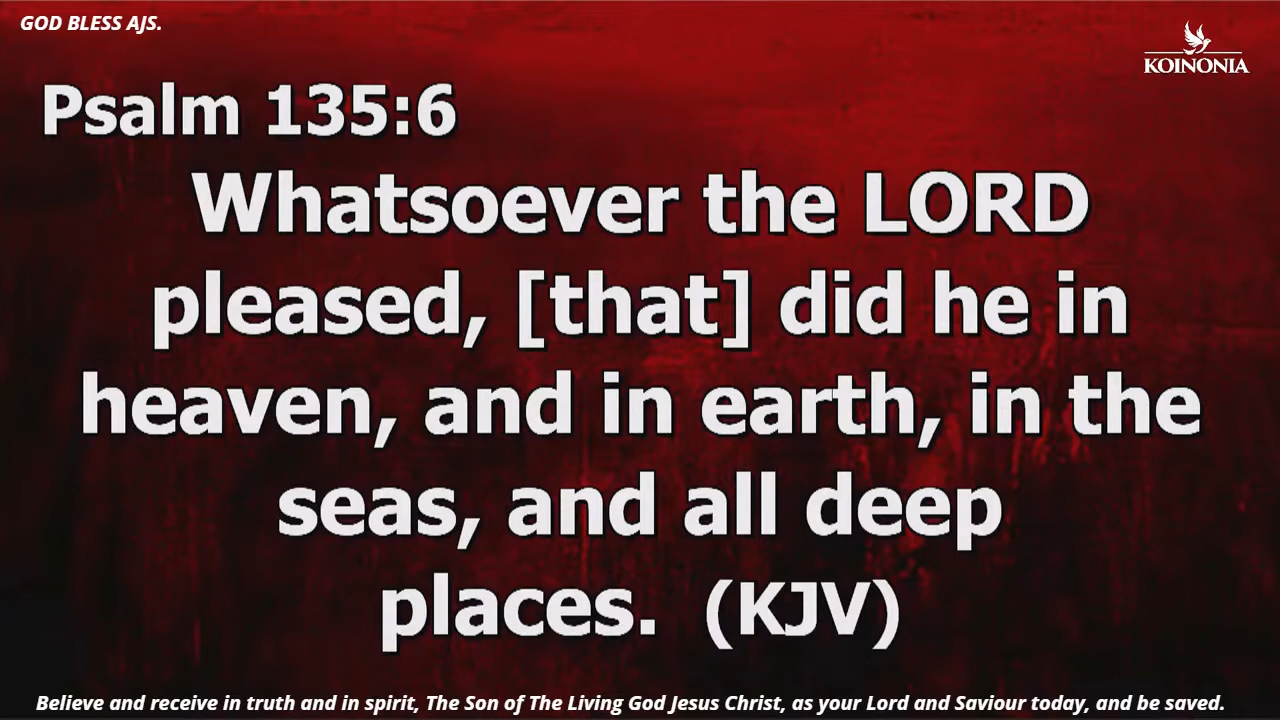 GOD BLESS AJS.
KOINONIA
Psalm 135:6
Whatsoever the LORD
pleased, [that] did he in
heaven, and in earth, in the
seas, and all deep
places. (KJV)
Believe and receive in truth and in spirit, The Son of The Living God Jesus Christ, as your Lord and Saviour today, and be saved.